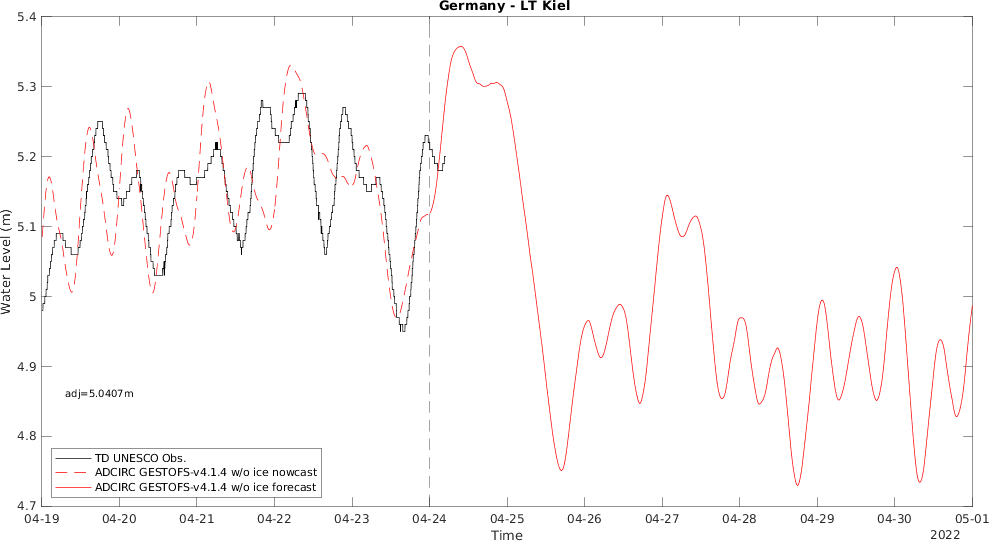 Germany - LT Kiel
5.4
5.3
5.2
5.1
5
4.9
4.8
4.7
Water Level (m)
adj=5.0407m
TD UNESCO Obs.
ADCIRC GESTOFS-v4.1.4 w/o ice nowcast
ADCIRC GESTOFS-v4.1.4 w/o ice forecast
04-19 04-20 04-21 04-22 04-23 04-24 04-25 04-26 04-27 04-28 04-29 04-30 05-01
Time
2022